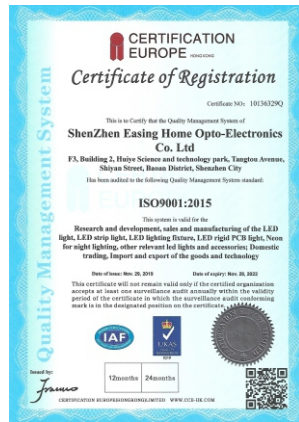 CERTIFICATION
EUROPE HONGKONG
Certificate of Registration
Certificate NO: 10136329Q
This is to Certify that the Quality Management System of
ShenZhen Easing Home Opto-Electronics
Co. Ltd
F3, Building 2, Huiye Science and technology park, Tangtou Avenue,
Shiyan Street, Baoan District, Shenzhen City
Has been audited to the following Quality Management System standard:
ISO9001:2015
This system is valid for the
Research and development, sales and manufacturing of the LED
light, LED strip light, LED lighting fixture, LED rigid PCB light, Neon
for night lighting, other relevant led lights and accessories; Domestic
trading, Import and export of the goods and technology
Date of issue: Nov. 29, 2019
Date of expiry: Nov. 28, 2022
This certificate will not remain valid only if the certified organisation
accepts at least one surveillance audit annually within the validity
period of the certificate in which the surveillance audit conforming
mark is in the designated position on the certificate.
Quality Management System
IAF
UKAS
Issued by:
12months
24months
CERTIFICATION EUROPEHONGKONGLIMITED WWW.CCE-HK.COM